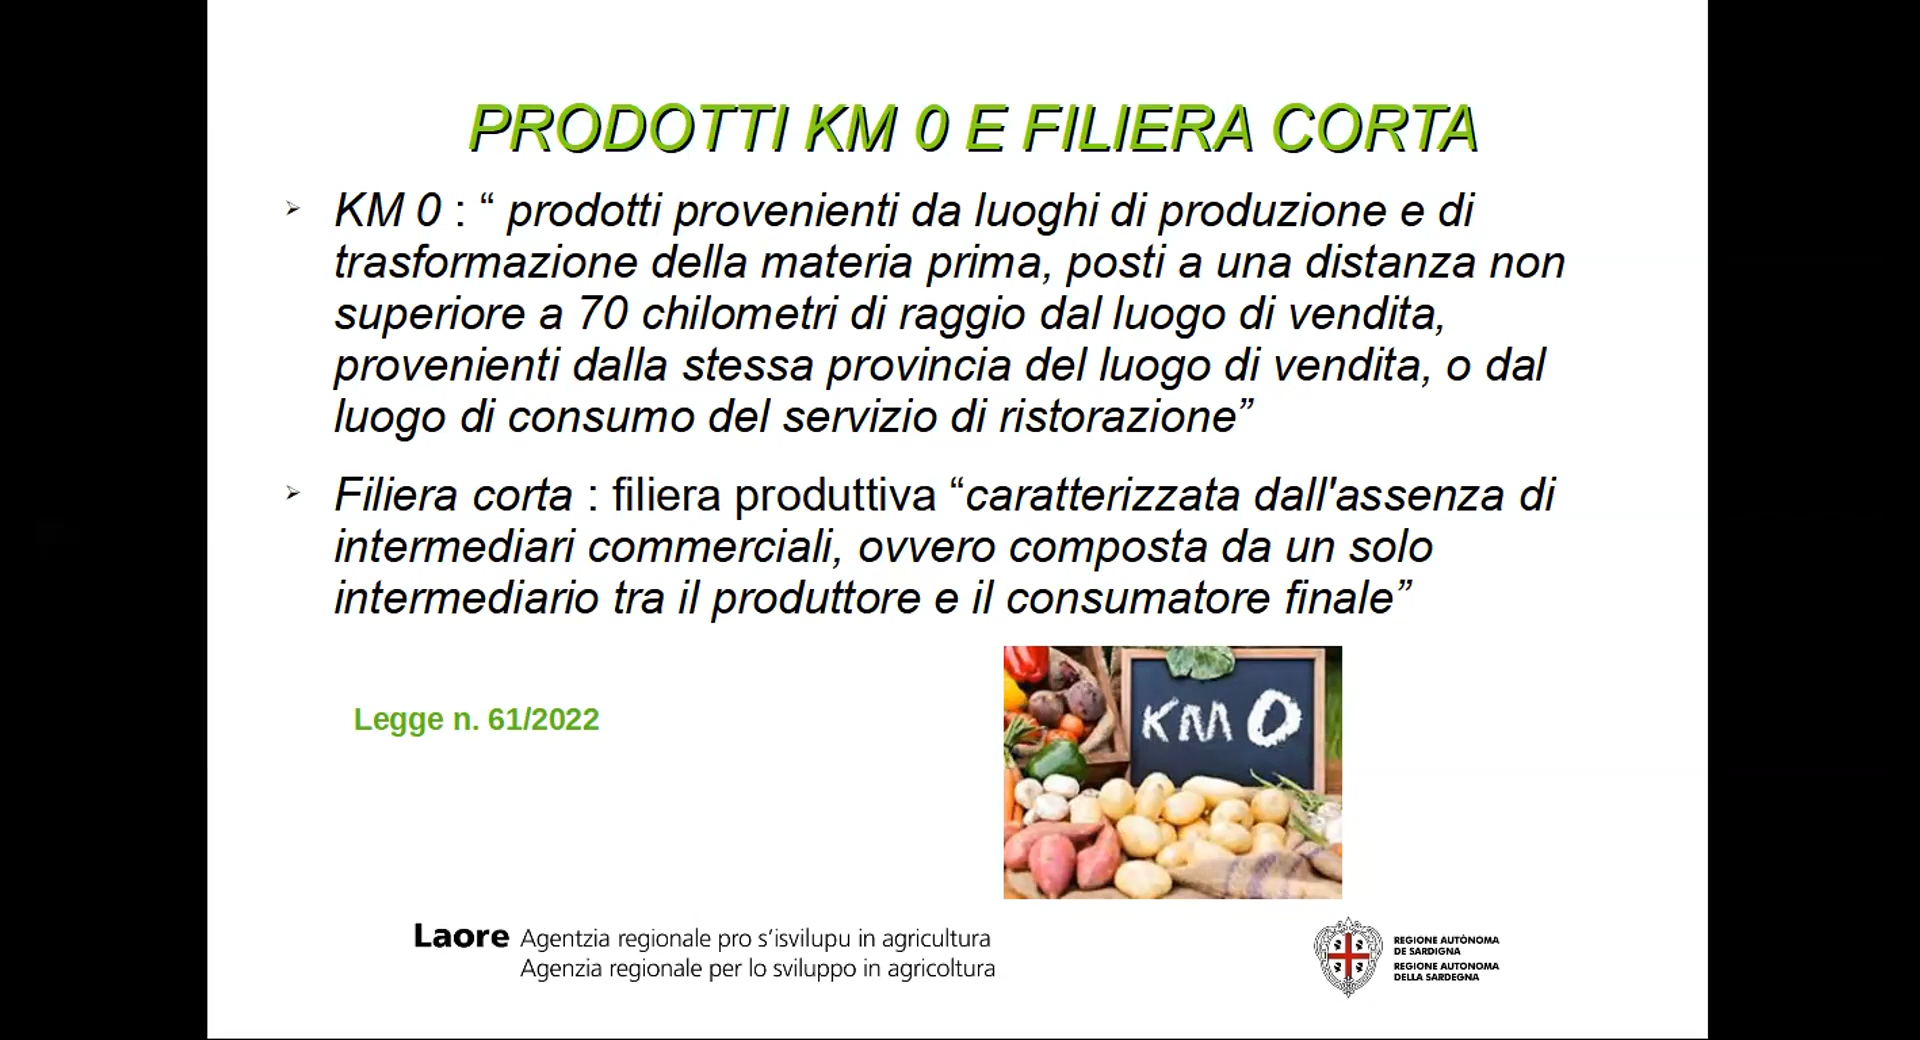 PRODOTTI KM 0 E FILIERA CORTA
➢ KM 0 : “ prodotti provenienti da luoghi di produzione e di
trasformazione della materia prima, posti a una distanza non
superiore a 70 chilometri di raggio dal luogo di vendita,
provenienti dalla stessa provincia del luogo di vendita, o dal
luogo di consumo del servizio di ristorazione”
➢ Filiera corta : filiera produttiva “caratterizzata dall'assenza di
intermediari commerciali, ovvero composta da un solo
intermediario tra il produttore e il consumatore finale”
Legge n. 61/2022
KM 0
Laore Agentzia regionale pro s’isvilupu in agricultura
Agenzia regionale per lo sviluppo in agricoltura
REGIONE AUTÒNOMA
DE SARDIGNA
REGIONE AUTONOMA
DELLA SARDEGNA